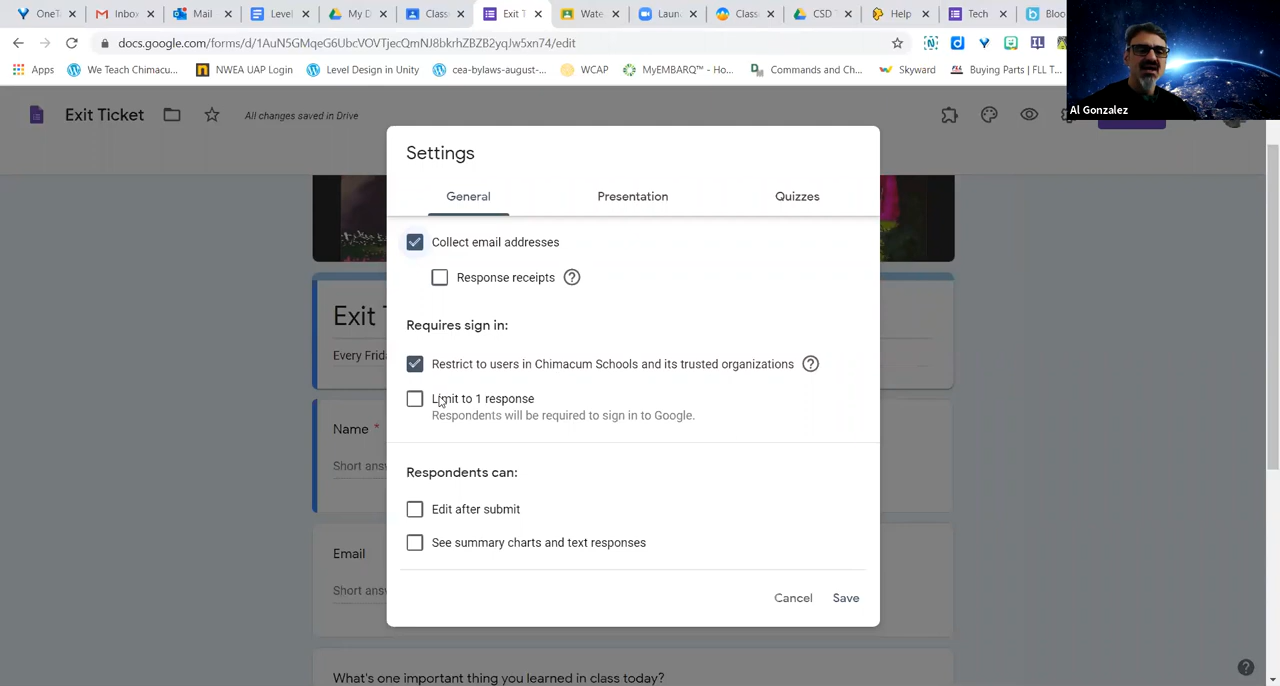 OneT
Inbox
Mail
Level
My D
Class
Exit T
Wate
Laun
Class
CSD T
Help
Tech
Bloo
docs.google.com/forms/d/1AuN5GMqeG6UbcVOVTjecQmNJ8bkrhZBZB2yqJw5xn74/edit
Apps
We Teach Chimacu...
NWEA UAP Login
Level Design in Unity
cea-bylaws-august-...
WCAP
MyEMBARQ™ - Ho...
Commands and Ch...
Skyward
Buying Parts | FLL T...
Al Gonzalez
Exit Ticket
All changes saved in Drive
Settings
General
Presentation
Quizzes
Collect email addresses
Response receipts
Requires sign in:
Restrict to users in Chimacum Schools and its trusted organizations
Limit to 1 response
Respondents will be required to sign in to Google.
Respondents can:
Edit after submit
See summary charts and text responses
Cancel
Save
Exit T
Every Frida
Name *
Short answ
Email
Short answ
What's one important thing you learned in class today?